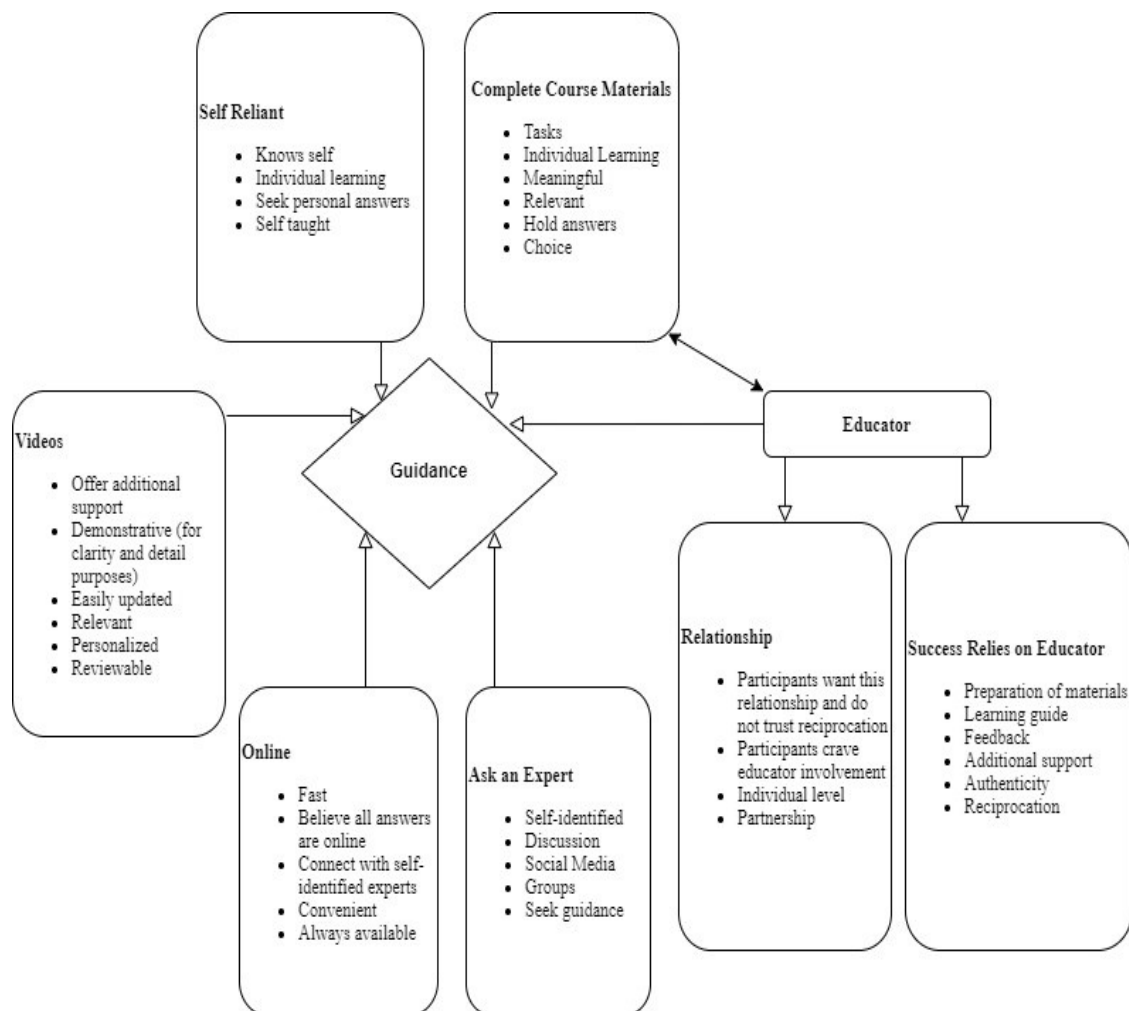 Self Reliant
Knows self
Individual learning
Seek personal answers
Self taught
Complete Course Materials
Tasks
Individual Learning
Meaningful
Relevant
Hold answers
Choice
Videos
Offer additional
support
Demonstrative (for
clarity and detail
purposes)
Easily updated
Relevant
Personalized
Reviewable
Guidance
Educator
Online
Fast
Believe all answers
are online
Connect with self-
identified experts
Convenient
Always available
Ask an Expert
Self-identified
Discussion
Social Media
Groups
Seek guidance
Relationship
Participants want this
relationship and do
not trust reciprocation
Participants crave
educator involvement
Individual level
Partnership
Success Relies on Educator
Preparation of materials
Learning guide
Feedback
Additional support
Authenticity
Reciprocation